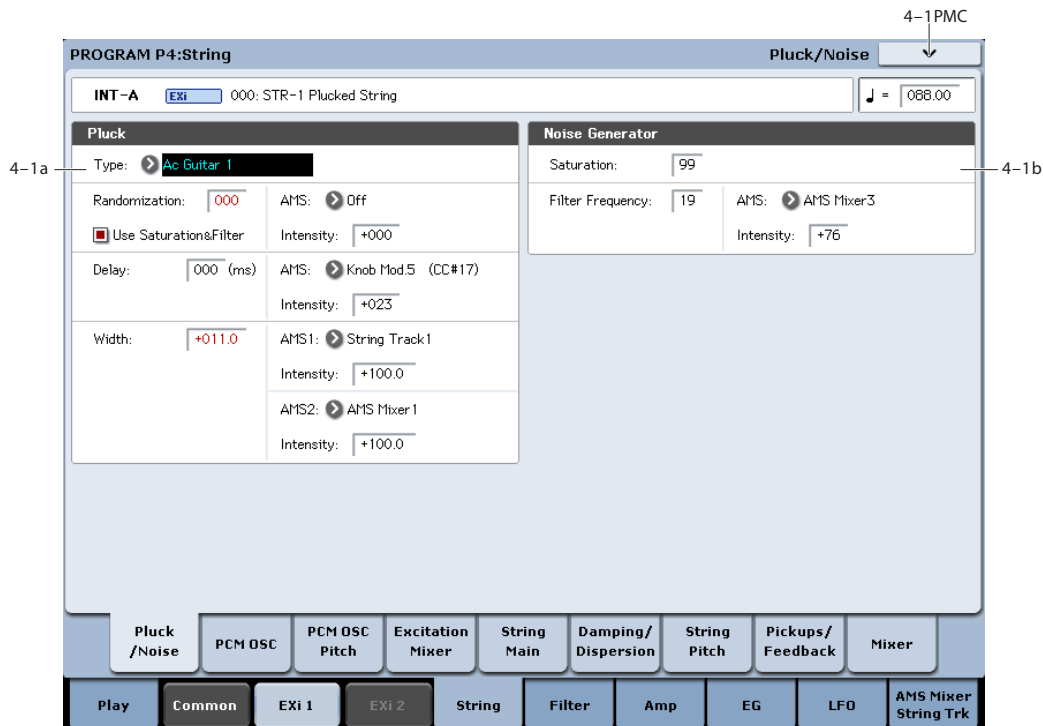 4-1PMC
PROGRAM P4:String
Pluck/Noise
INT-A EXi 000: STR-1 Plucked String
♩ = 088.00
Pluck
4-1a
Type: Ac Guitar 1
Randomization: 000 AMS: Off
Use Saturation&Filter Intensity: +000
Delay: 000 (ms) AMS: Knob Mod.5 (CC#17)
Intensity: +023
Width: +011.0 AMS1: String Track1
Intensity: +100.0
AMS2: AMS Mixer1
Intensity: +100.0
Noise Generator
Saturation: 99
4-1b
Filter Frequency: 19 AMS: AMS Mixer3
Intensity: +76
Pluck
/Noise
PCM OSC
PCM OSC
Pitch
Excitation
Mixer
String
Main
Damping/
Dispersion
String
Pitch
Pickups/
Feedback
Mixer
Play
Common
EXi 1
EXi 2
String
Filter
Amp
EG
LFO
AMS Mixer
String Trk